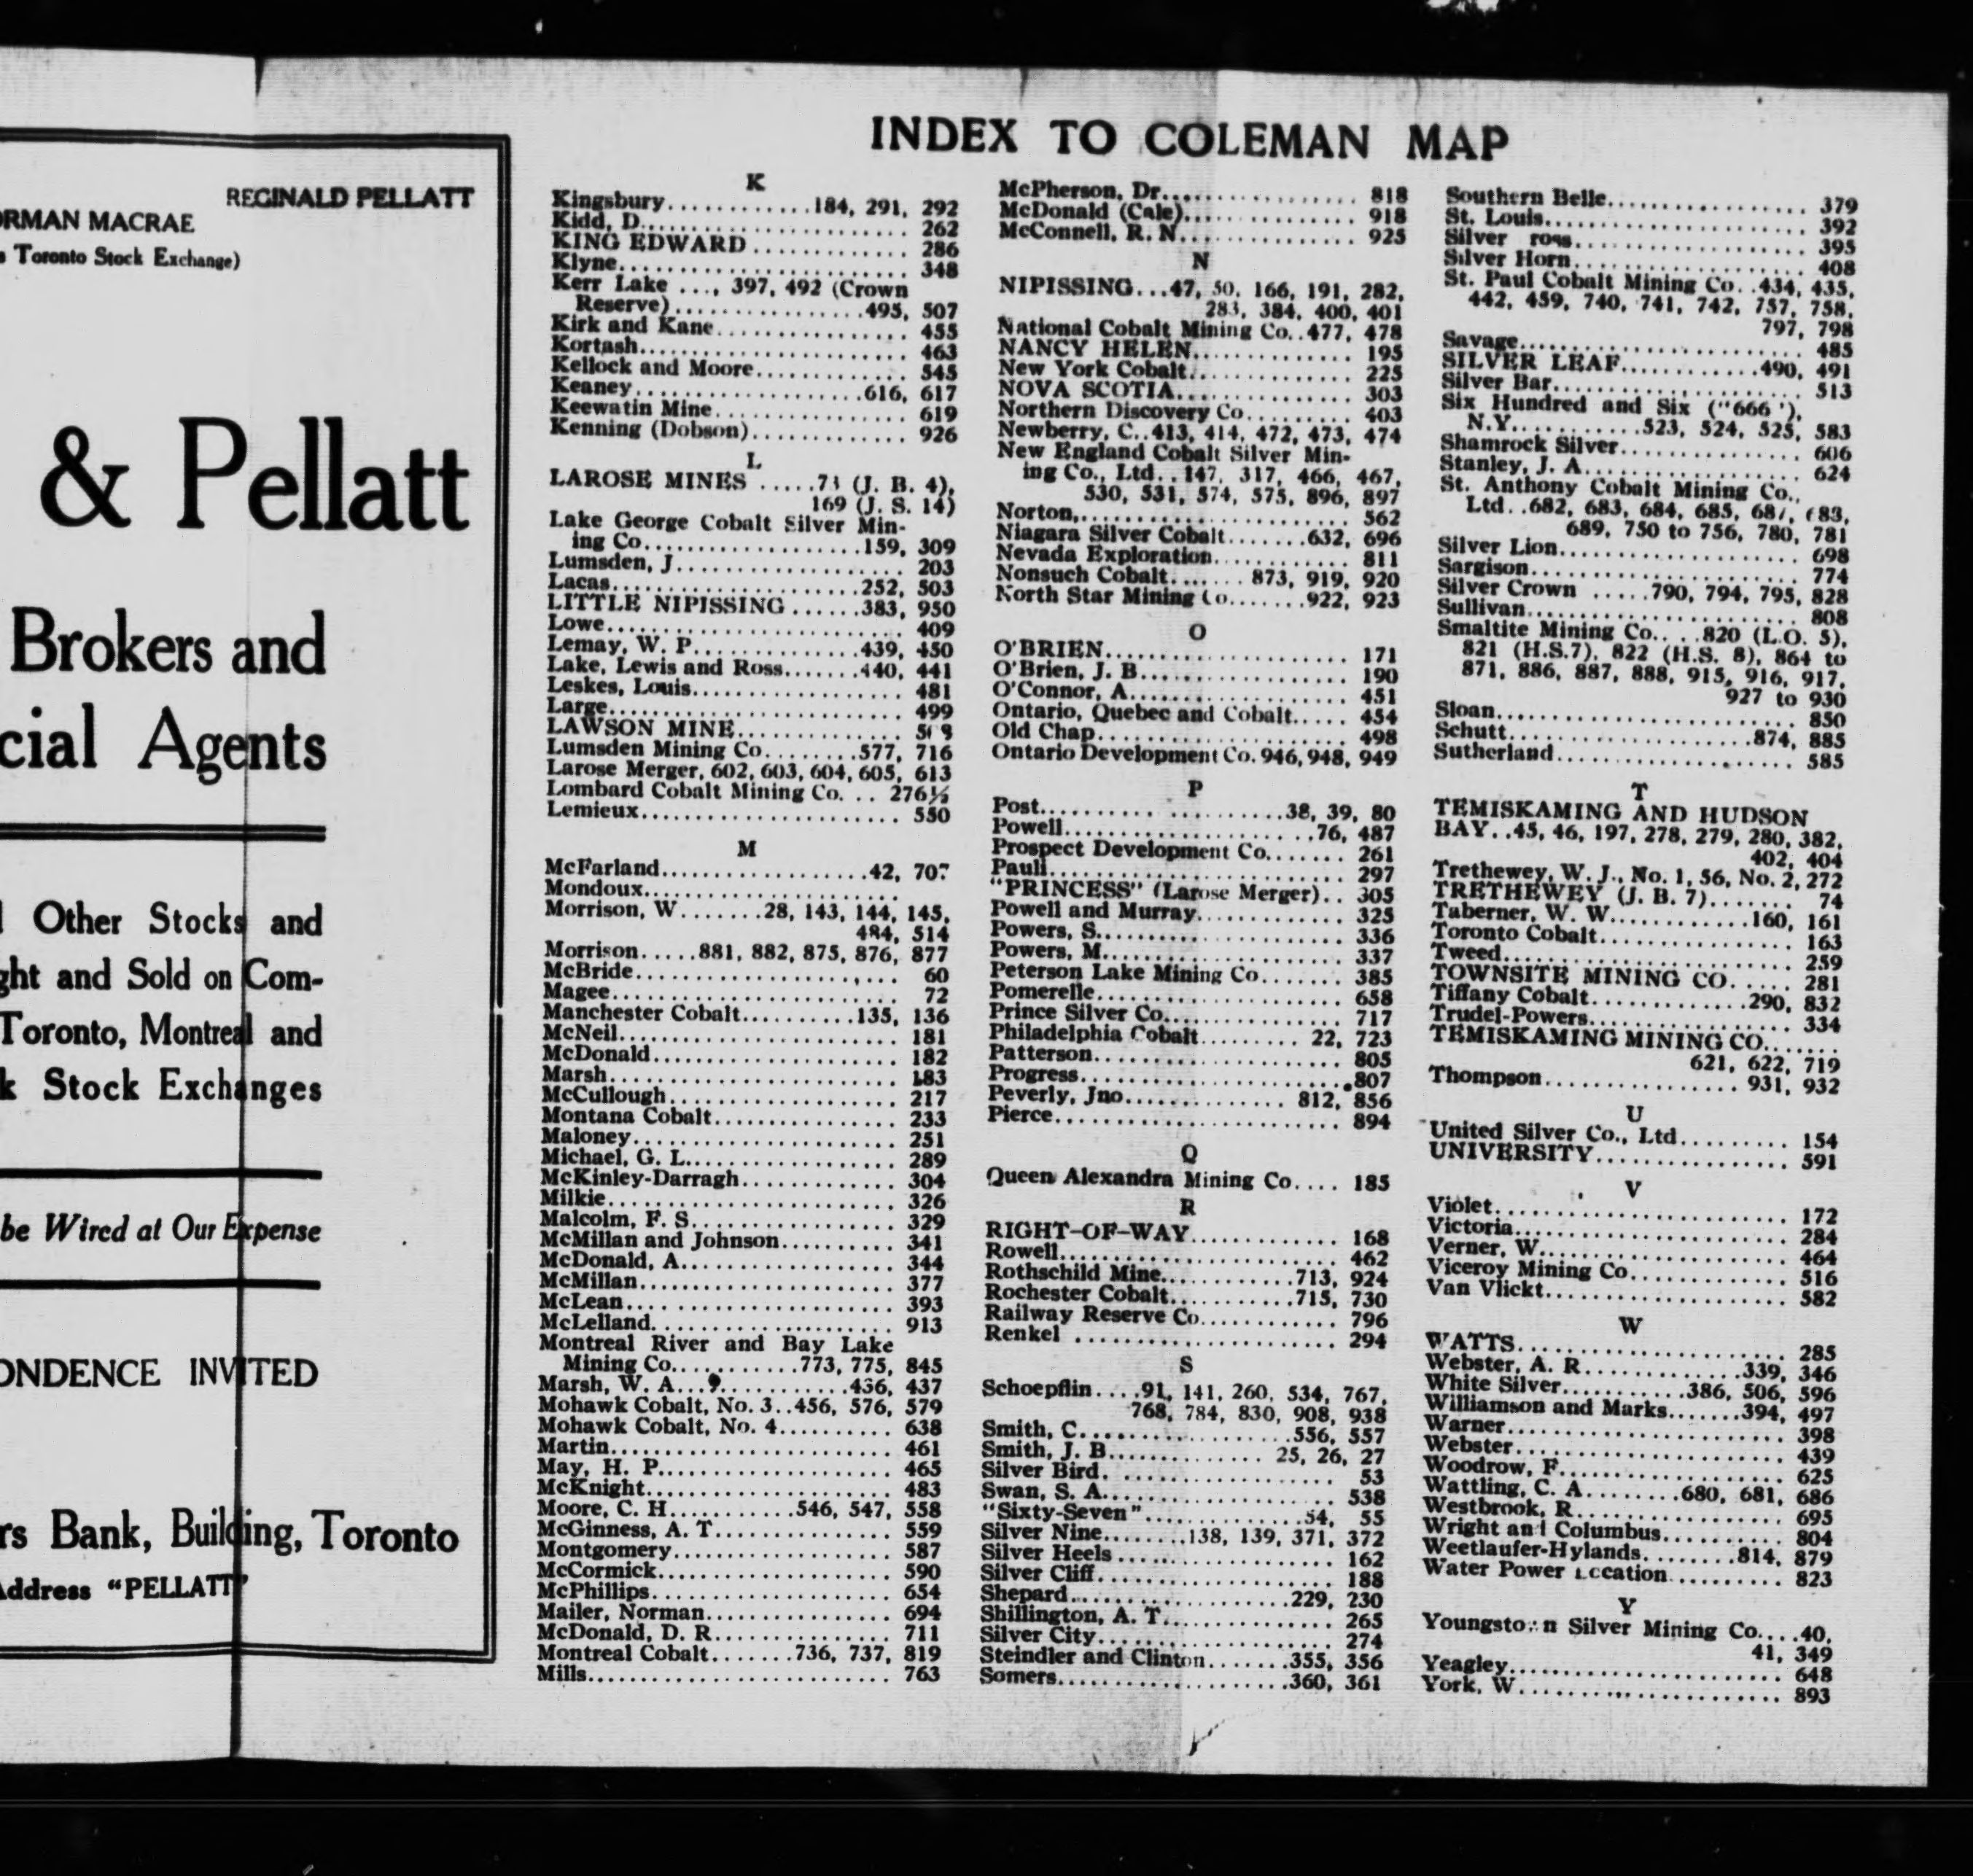 REGINALD PELLATT
ORMAN MACRAE
Toronto Stock Exchange)
& Pellatt
Brokers and
cial Agents
Other Stocks and
ght and Sold on Com-
Toronto, Montreal and
k Stock Exchanges
be Wired at Our Expense
ONDENCE INVITED
rs Bank, Building, Toronto
Address "PELLATT"
INDEX TO COLEMAN MAP
K
Kingsbury............184, 291, 292
Kidd, D........................ 262
KING EDWARD............ 286
Klyne........................ 348
Kerr Lake ..., 397, 492 (Crown
Reserve)................495, 507
Kirk and Kane.............. 455
Kortash..................... 463
Kellock and Moore............ 545
Keaney....................616, 617
Keewatin Mine............... 619
Kenning (Dobson)............ 926
L
LAROSE MINES ..... (J. B. 4),
169 (J. S. 14)
Lake George Cobalt Silver Min-
ing Co...................159, 309
Lumsden, J.................... 203
Lacas......................252, 503
LITTLE NIPISSING......383, 950
Lowe......................... 409
Lemay, W. P..............439, 450
Lake, Lewis and Ross.......440, 441
Leskes, Louis.................. 481
Large......................... 499
LAWSON MINE.............
Lumsden Mining Co........577, 716
Larose Merger, 602, 603, 604, 605, 613
Lombard Cobalt Mining Co... 276½
Lemieux...................... 550
M
McFarland..................42, 707
Mondoux......................
Morrison, W.......28, 143, 144, 145,
484, 514
Morrison.....881, 882, 875, 876, 877
McBride...................... 60
Magee........................ 72
Manchester Cobalt..........135, 136
McNeil........................ 181
McDonald..................... 182
Marsh........................ 183
McCullough................... 217
Montana Cobalt............... 233
Maloney...................... 251
Michael, G. L.................. 289
McKinley-Darragh............. 304
Milkie........................ 326
Malcolm, F. S................. 329
McMillan and Johnson.......... 341
McDonald, A................... 344
McMillan...................... 377
McLean....................... 393
McLelland..................... 913
Montreal River and Bay Lake
Mining Co...........773, 775, 845
Marsh, W. A..............436, 437
Mohawk Cobalt, No. 3..456, 576, 579
Mohawk Cobalt, No. 4.......... 638
Martin........................ 461
May, H. P.................... 465
McKnight..................... 483
Moore, C. H...........546, 547, 558
McGinness, A. T............... 559
Montgomery................... 587
McCormick.................... 590
McPhillips..................... 654
Mailer, Norman................ 694
McDonald, D. R............... 711
Montreal Cobalt.......736, 737, 819
Mills.......................... 763
McPherson, Dr................. 818
McDonald (Cale)............... 918
McConnell, R. N............... 925
N
NIPISSING...47, 50, 166, 191, 282,
283, 384, 400, 401
National Cobalt Mining Co..477, 478
NANCY HELEN.............. 195
New York Cobalt.............. 225
NOVA SCOTIA............... 303
Northern Discovery Co......... 403
Newberry, C..413, 414, 472, 473, 474
New England Cobalt Silver Min-
ing Co., Ltd..147, 317, 466, 467,
530, 531, 574, 575, 896, 897
Norton,....................... 562
Niagara Silver Cobalt.......632, 696
Nevada Exploration............ 811
Nonsuch Cobalt...... 873, 919, 920
North Star Mining Co.......922, 923
O
O'BRIEN..................... 171
O'Brien, J. B.................. 190
O'Connor, A................... 451
Ontario, Quebec and Cobalt..... 454
Old Chap...................... 498
Ontario Development Co. 946, 948, 949
P
Post......................38, 39, 80
Powell......................76, 487
Prospect Development Co....... 261
Pauli......................... 297
"PRINCESS" (Larose Merger).. 305
Powell and Murray............. 325
Powers, S..................... 336
Powers, M.................... 337
Peterson Lake Mining Co....... 385
Pomerelle..................... 658
Prince Silver Co................ 717
Philadelphia Cobalt......... 22, 723
Patterson..................... 805
Progress.......................807
Peverly, Jno.............. 812, 856
Pierce........................ 894
Q
Queen Alexandra Mining Co.... 185
R
RIGHT-OF-WAY............. 168
Rowell........................ 462
Rothschild Mine............713, 924
Rochester Cobalt...........715, 730
Railway Reserve Co............ 796
Renkel ....................... 294
S
Schoepflin....91, 141, 260, 534, 767,
768, 784, 830, 908, 938
Smith, C...................556, 557
Smith, J. B.............. 25, 26, 27
Silver Bird..................... 53
Swan, S. A.................... 538
"Sixty-Seven"...............54, 55
Silver Nine........138, 139, 371, 372
Silver Heels.................... 162
Silver Cliff..................... 188
Shepard....................229, 230
Shillington, A. T............... 265
Silver City..................... 274
Steindler and Clinton.......355, 356
Somers.....................360, 361
Southern Belle.................. 379
St. Louis....................... 392
Silver ross..................... 395
Silver Horn.................... 408
St. Paul Cobalt Mining Co..434, 435,
442, 459, 740, 741, 742, 757, 758,
797, 798
Savage........................ 485
SILVER LEAF............490, 491
Silver Bar...................... 513
Six Hundred and Six ("666"),
N.Y...........523, 524, 525, 583
Shamrock Silver................ 606
Stanley, J. A................... 624
St. Anthony Cobalt Mining Co.,
Ltd..682, 683, 684, 685,
689, 750 to 756, 780, 781
Silver Lion..................... 698
Sargison....................... 774
Silver Crown .....790, 794, 795, 828
Sullivan....................... 808
Smaltite Mining Co....820 (L.O. 5),
821 (H.S.7), 822 (H.S. 8), 864 to
871, 886, 887, 888, 915, 916, 917,
927 to 930
Sloan......................... 850
Schutt.....................874, 885
Sutherland..................... 585
T
TEMISKAMING AND HUDSON
BAY..45, 46, 197, 278, 279, 280, 382,
402, 404
Trethewey, W. J., No. 1, 56, No. 2, 272
TRETHEWEY (J. B. 7)....... 74
Taberner, W. W............160, 161
Toronto Cobalt................. 163
Tweed......................... 259
TOWNSITE MINING CO..... 281
Tiffany Cobalt..............290, 832
Trudel-Powers.................. 334
TEMISKAMING MINING CO.......
621, 622, 719
Thompson................. 931, 932
U
United Silver Co., Ltd.......... 154
UNIVERSITY................ 591
V
Violet......................... 172
Victoria....................... 284
Verner, W..................... 464
Viceroy Mining Co.............. 516
Van Vlickt..................... 582
W
WATTS....................... 285
Webster, A. R..............339, 346
White Silver...........386, 506, 596
Williamson and Marks.......394, 497
Warner........................ 398
Webster....................... 439
Woodrow, F.................... 625
Wattling, C. A.........680, 681, 686
Westbrook, R................... 695
Wright and Columbus........... 804
Weetlaufer-Hylands.........814, 879
Water Power Location.......... 823
Y
Youngstown Silver Mining Co....40,
41, 349
Yeagley........................ 648
York, W....................... 893